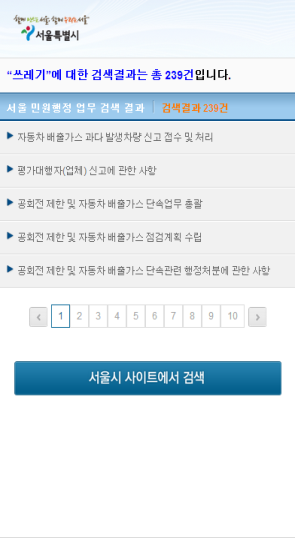 함께 만드는 서울, 함께 누리는 서울
서울특별시
“쓰레기”에 대한 검색결과는 총 239건입니다.
서울 민원행정 업무 검색 결과 | 검색결과 239건
자동차 배출가스 과다 발생차량 신고 접수 및 처리
평가대행자(업체) 신고에 관한 사항
공회전 제한 및 자동차 배출가스 단속업무 총괄
공회전 제한 및 자동차 배출가스 점검계획 수립
공회전 제한 및 자동차 배출가스 단속관련 행정처분에 관한 사항
< 1 2 3 4 5 6 7 8 9 10 >
서울시 사이트에서 검색